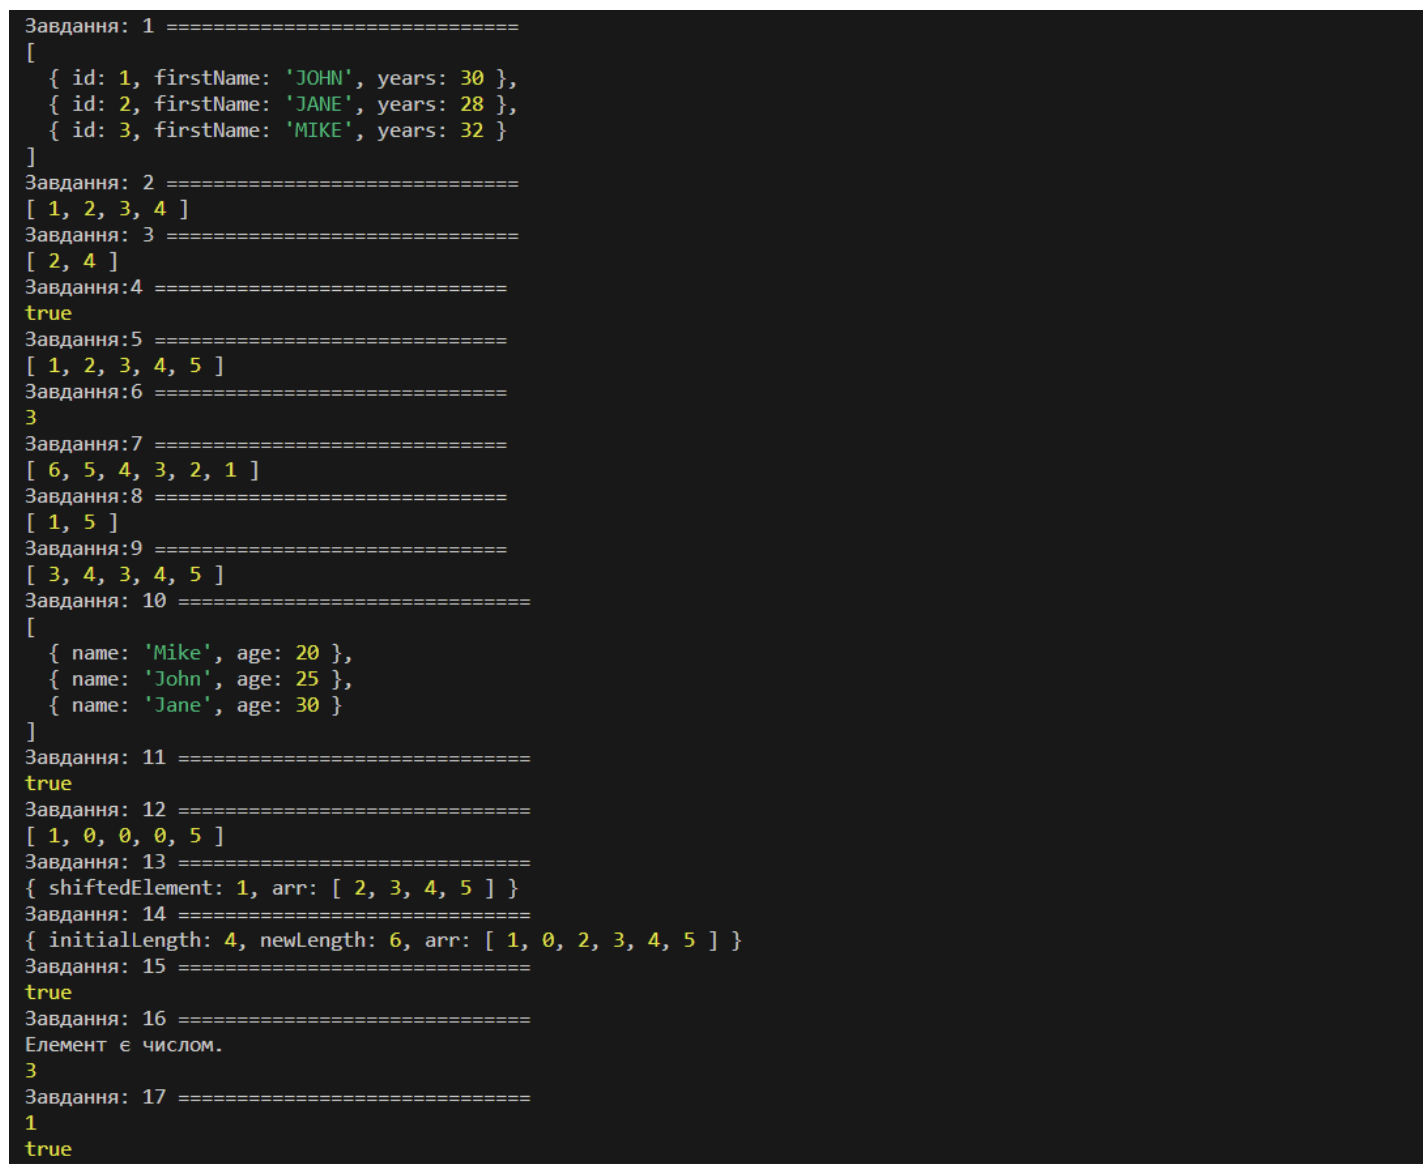 Завдання: 1 ==============================
[
  { id: 1, firstName: 'JOHN', years: 30 },
  { id: 2, firstName: 'JANE', years: 28 },
  { id: 3, firstName: 'MIKE', years: 32 }
]
Завдання: 2 ==============================
[ 1, 2, 3, 4 ]
Завдання: 3 ==============================
[ 2, 4 ]
Завдання:4 ==============================
true
Завдання:5 ==============================
[ 1, 2, 3, 4, 5 ]
Завдання:6 ==============================
3
Завдання:7 ==============================
[ 6, 5, 4, 3, 2, 1 ]
Завдання:8 ==============================
[ 1, 5 ]
Завдання:9 ==============================
[ 3, 4, 3, 4, 5 ]
Завдання: 10 ==============================
[
  { name: 'Mike', age: 20 },
  { name: 'John', age: 25 },
  { name: 'Jane', age: 30 }
]
Завдання: 11 ==============================
true
Завдання: 12 ==============================
[ 1, 0, 0, 0, 5 ]
Завдання: 13 ==============================
{ shiftedElement: 1, arr: [ 2, 3, 4, 5 ] }
Завдання: 14 ==============================
{ initialLength: 4, newLength: 6, arr: [ 1, 0, 2, 3, 4, 5 ] }
Завдання: 15 ==============================
true
Завдання: 16 ==============================
Елемент є числом.
3
Завдання: 17 ==============================
1
true